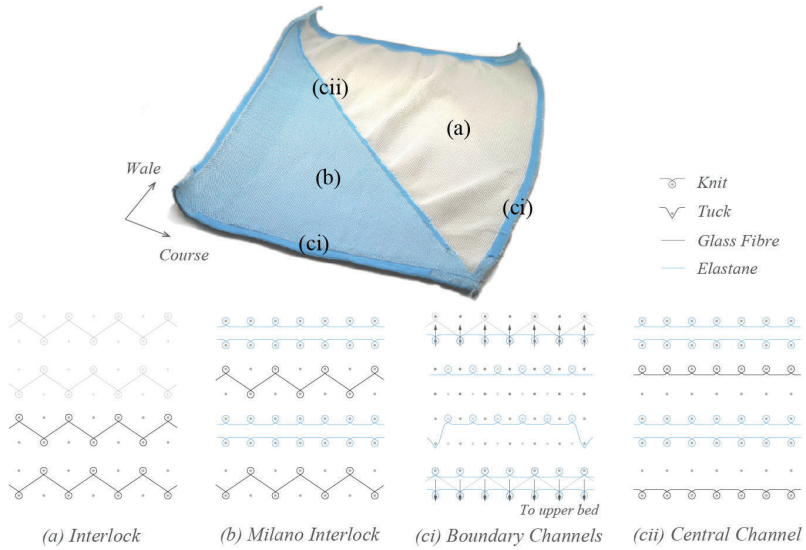 (cii)
(a)
(b)
(ci)
(ci)
Wale
Course
Knit
Tuck
Glass Fibre
Elastane
To upper bed
(a) Interlock
(b) Milano Interlock
(ci) Boundary Channels
(cii) Central Channel